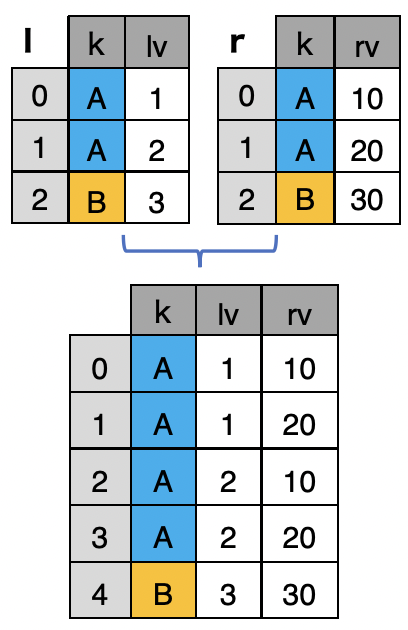 l k lv r k rv
0 A 1 0 A 10
1 A 2 1 A 20
2 B 3 2 B 30
k lv rv
0 A 1 10
1 A 1 20
2 A 2 10
3 A 2 20
4 B 3 30